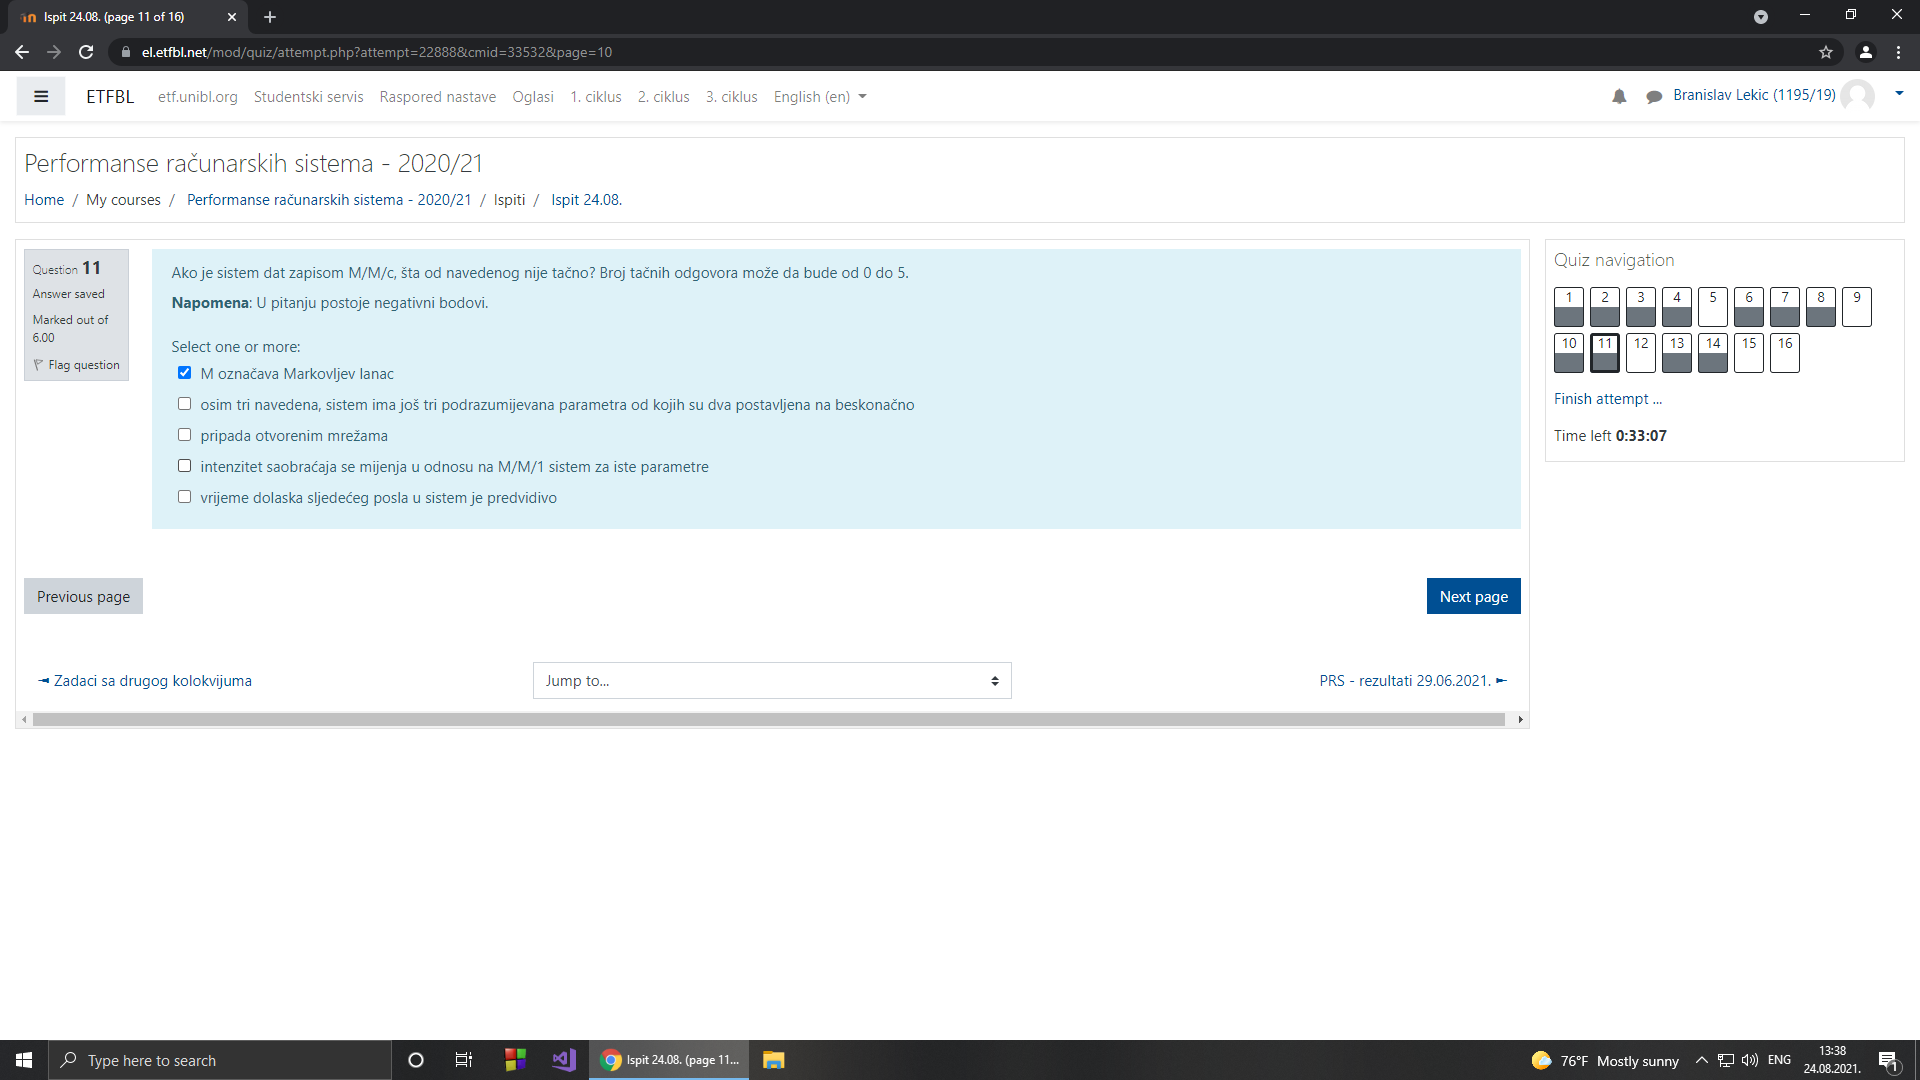 Ispit 24.08. (page 11 of 16)
el.etfbl.net/mod/quiz/attempt.php?attempt=22888&cmid=33532&page=10
ETFBL etf.unibl.org Studentski servis Raspored nastave Oglasi 1. ciklus 2. ciklus 3. ciklus English (en) Branislav Lekic (1195/19)
Performanse računarskih sistema - 2020/21
Home / My courses / Performanse računarskih sistema - 2020/21 / Ispiti / Ispit 24.08.
Question 11
Answer saved
Marked out of
6.00
Flag question
Ako je sistem dat zapisom M/M/c, šta od navedenog nije tačno? Broj tačnih odgovora može da bude od 0 do 5.
Napomena: U pitanju postoje negativni bodovi.
Select one or more:
M označava Markovljev lanac
osim tri navedena, sistem ima još tri podrazumijevana parametra od kojih su dva postavljena na beskonačno
pripada otvorenim mrežama
intenzitet saobraćaja se mijenja u odnosu na M/M/1 sistem za iste parametre
vrijeme dolaska sljedećeg posla u sistem je predvidivo
Quiz navigation
1 2 3 4 5 6 7 8 9
10 11 12 13 14 15 16
Finish attempt ...
Time left 0:33:07
Previous page
Next page
◄ Zadaci sa drugog kolokvijuma
Jump to...
PRS - rezultati 29.06.2021. ►
Type here to search
Ispit 24.08. (page 11...
76°F Mostly sunny
ENG
13:38
24.08.2021.
1